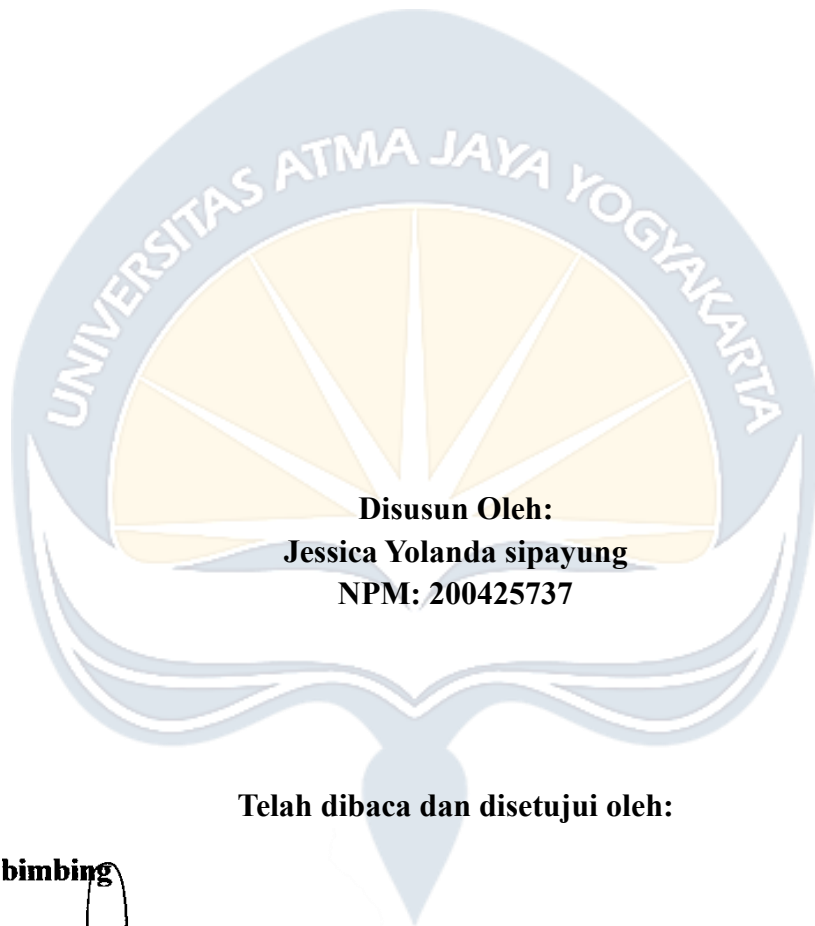 UNIVERSITAS ATMA JAYA YOGYAKARTA
Disusun Oleh:
Jessica Yolanda sipayung
NPM: 200425737
Telah dibaca dan disetujui oleh:
bimbing